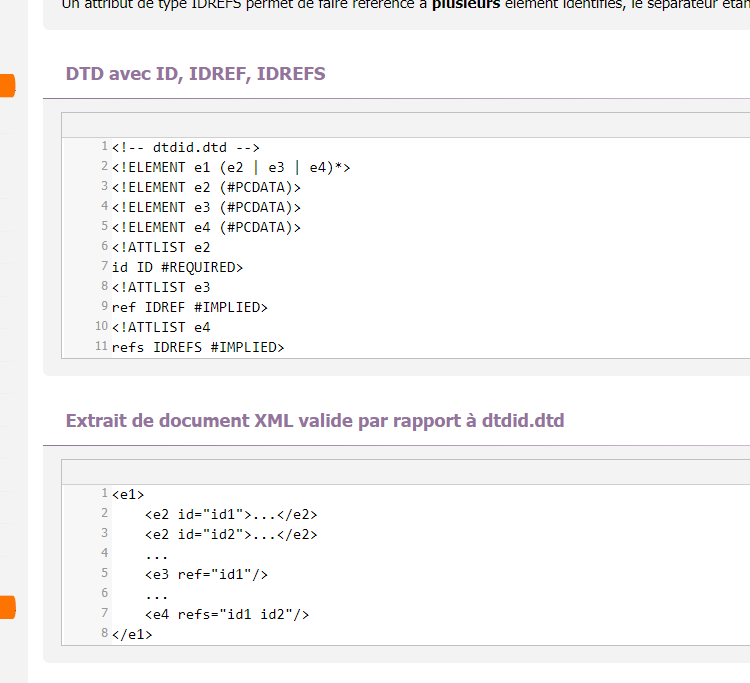 Un attribut de type IDREFS permet de faire référence à plusieurs élément identifiés, le séparateur étan
DTD avec ID, IDREF, IDREFS
1 <!-- dtdid.dtd -->
2 <!ELEMENT e1 (e2 | e3 | e4)*>
3 <!ELEMENT e2 (#PCDATA)>
4 <!ELEMENT e3 (#PCDATA)>
5 <!ELEMENT e4 (#PCDATA)>
6 <!ATTLIST e2
7 id ID #REQUIRED>
8 <!ATTLIST e3
9 ref IDREF #IMPLIED>
10 <!ATTLIST e4
11 refs IDREFS #IMPLIED>
Extrait de document XML valide par rapport à dtdid.dtd
1 <e1>
2     <e2 id="id1">...</e2>
3     <e2 id="id2">...</e2>
4     ...
5     <e3 ref="id1"/>
6     ...
7     <e4 refs="id1 id2"/>
8 </e1>